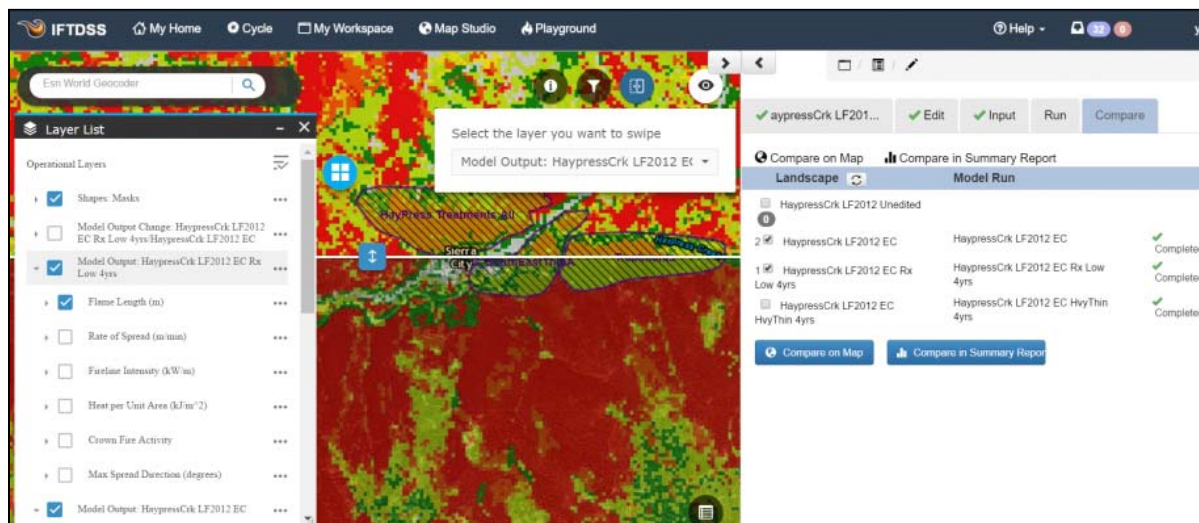 IFTDSS My Home Cycle My Workspace Map Studio Playground Help 32 0
Esri World Geocoder
Layer List
Operational Layers
Shapes: Masks
Model Output Change: HaypressCrk LF2012
EC Rx Low 4yrs/HaypressCrk LF2012 EC
Model Output: HaypressCrk LF2012 EC Rx
Low 4yrs
Flame Length (m)
Rate of Spread (m/min)
Fireline Intensity (kW/m)
Heat per Unit Area (kJ/m^2)
Crown Fire Activity
Max Spread Direction (degrees)
Model Output: HaypressCrk LF2012 EC
Select the layer you want to swipe
Model Output: HaypressCrk LF2012 E(
HayPress Treatments All
Sierra
City
aypressCrk LF201... Edit Input Run Compare
Compare on Map Compare in Summary Report
Landscape Model Run
HaypressCrk LF2012 Unedited
0
2 HaypressCrk LF2012 EC HaypressCrk LF2012 EC Complete
1 HaypressCrk LF2012 EC Rx HaypressCrk LF2012 EC Rx Low
Low 4yrs 4yrs Complete
HaypressCrk LF2012 EC HaypressCrk LF2012 EC HvyThin
HvyThin 4yrs 4yrs Complete
Compare on Map Compare in Summary Repor